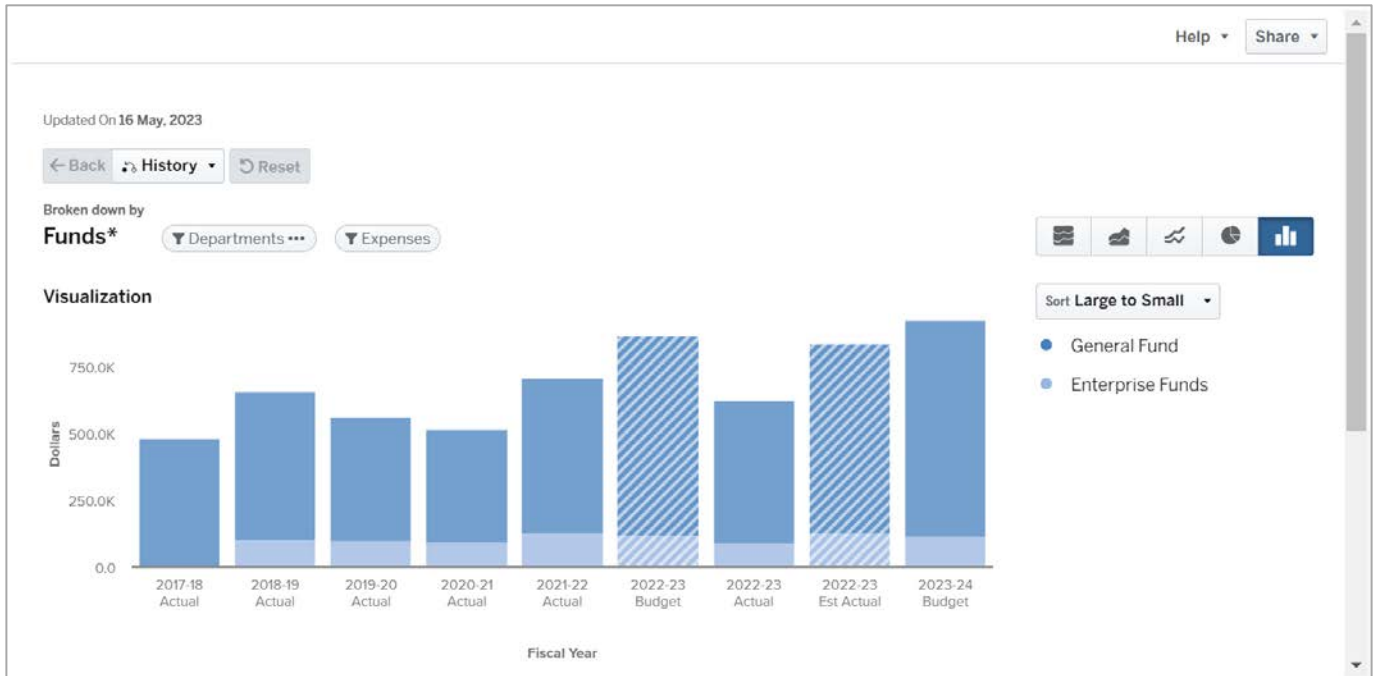 Help Share
Updated On 16 May, 2023
Back History Reset
Broken down by
Funds* Departments ••• Expenses
Visualization
Sort Large to Small
General Fund
Enterprise Funds
Dollars
750.0K
500.0K
250.0K
0.0
2017-18 2018-19 2019-20 2020-21 2021-22 2022-23 2022-23 2022-23 2023-24
Actual Actual Actual Actual Actual Budget Actual Est Actual Budget
Fiscal Year